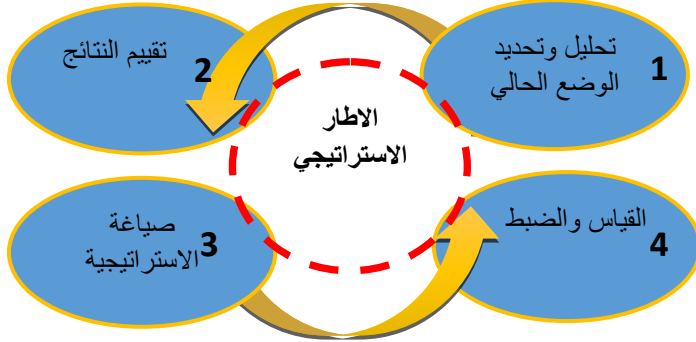 1 تحليل وتحديد
الوضع الحالي
2 تقييم النتائج
الاطار
الاستراتيجي
3 صياغة
الاستراتيجية
4 القياس والضبط